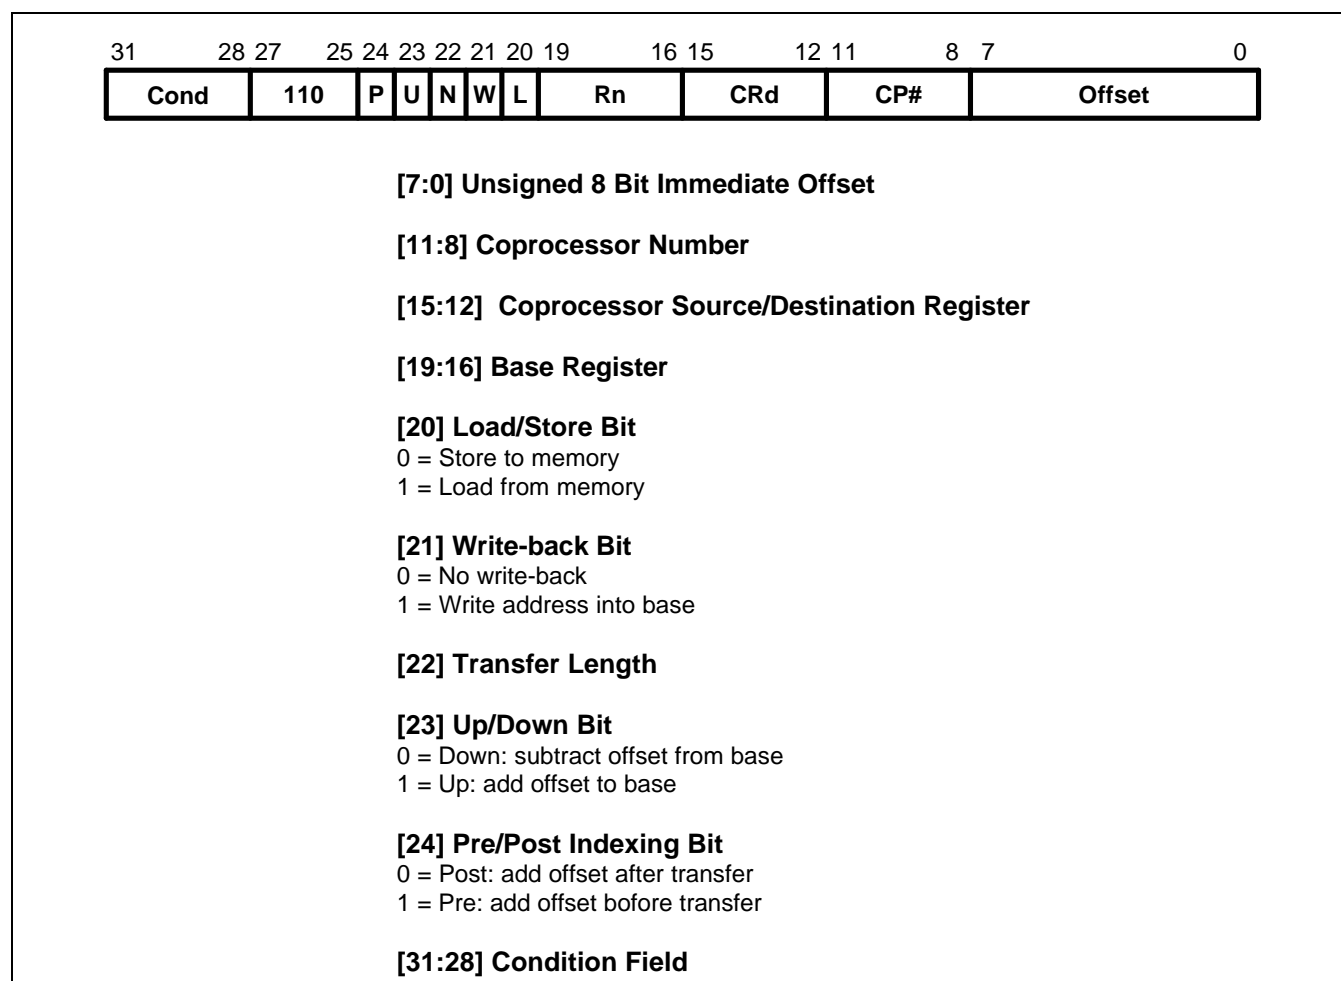 31 28 27 25 24 23 22 21 20 19 16 15 12 11 8 7 0
Cond 110 P U N W L Rn CRd CP# Offset
[7:0] Unsigned 8 Bit Immediate Offset
[11:8] Coprocessor Number
[15:12] Coprocessor Source/Destination Register
[19:16] Base Register
[20] Load/Store Bit
0 = Store to memory
1 = Load from memory
[21] Write-back Bit
0 = No write-back
1 = Write address into base
[22] Transfer Length
[23] Up/Down Bit
0 = Down: subtract offset from base
1 = Up: add offset to base
[24] Pre/Post Indexing Bit
0 = Post: add offset after transfer
1 = Pre: add offset bofore transfer
[31:28] Condition Field